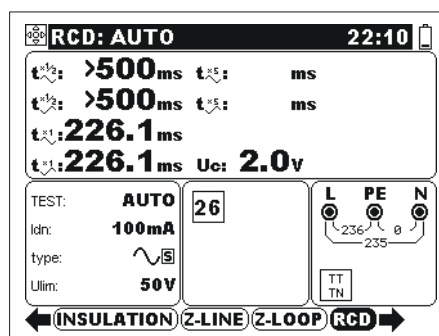 RCD: AUTO 22:10
t×½: >500ms t×5: ms
t×½: >500ms t×5: ms
t×1:226.1ms
t×1:226.1ms Uc: 2.0V
TEST: AUTO
Idn: 100mA
type: S
Ulim: 50V
26
L PE N
236 0
235
TT
TN
INSULATION Z-LINE Z-LOOP RCD